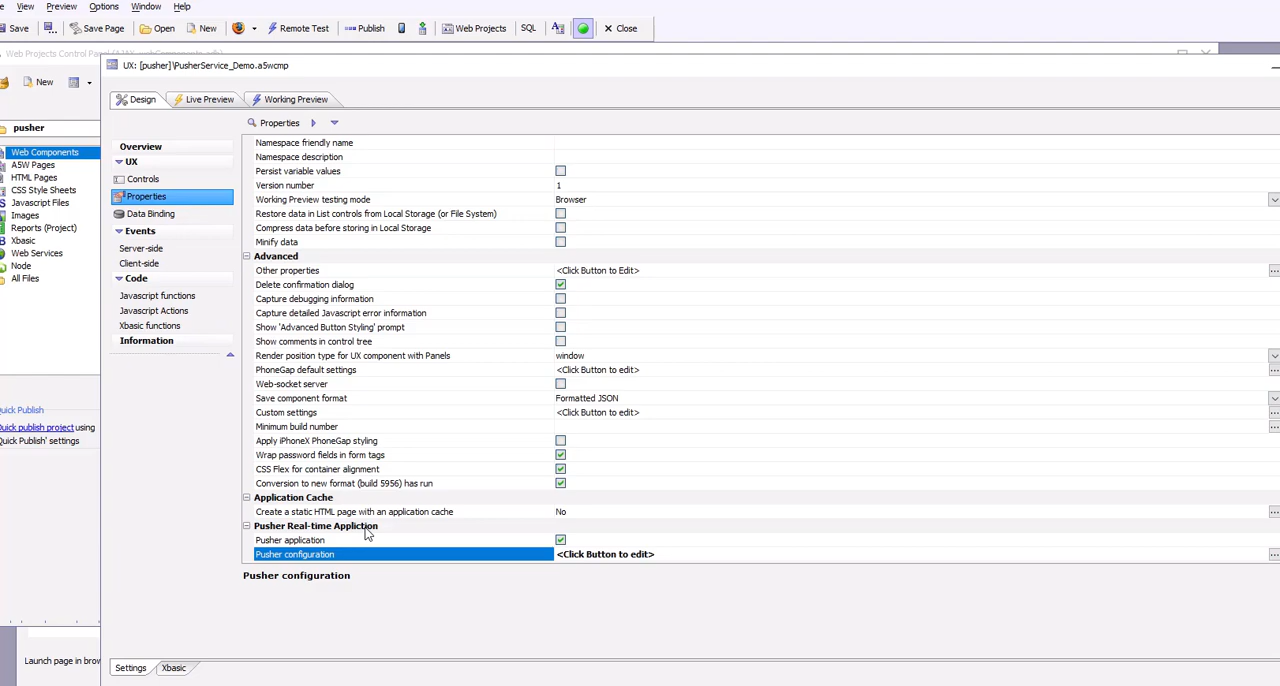 View Preview Options Window Help
Save Save Page Open New Remote Test Publish Web Projects SQL Close
Web Projects Control Panel
UX: [pusher]\PusherService_Demo.a5wcmp
New
Design Live Preview Working Preview
Properties
pusher
Web Components
A5W Pages
HTML Pages
CSS Style Sheets
Javascript Files
Images
Reports (Project)
Xbasic
Web Services
Node
All Files
Quick Publish
Quick publish project using
Quick Publish' settings
Launch page in brow
Overview
UX
Controls
Properties
Data Binding
Events
Server-side
Client-side
Code
Javascript functions
Javascript Actions
Xbasic functions
Information
Namespace friendly name
Namespace description
Persist variable values
Version number 1
Working Preview testing mode Browser
Restore data in List controls from Local Storage (or File System)
Compress data before storing in Local Storage
Minify data
Advanced
Other properties <Click Button to Edit>
Delete confirmation dialog
Capture debugging information
Capture detailed Javascript error information
Show 'Advanced Button Styling' prompt
Show comments in control tree
Render position type for UX component with Panels window
PhoneGap default settings <Click Button to edit>
Web-socket server
Save component format Formatted JSON
Custom settings <Click Button to edit>
Minimum build number
Apply iPhoneX PhoneGap styling
Wrap password fields in form tags
CSS Flex for container alignment
Conversion to new format (build 5956) has run
Application Cache
Create a static HTML page with an application cache No
Pusher Real-time Appliction
Pusher application
Pusher configuration <Click Button to edit>
Pusher configuration
Settings Xbasic